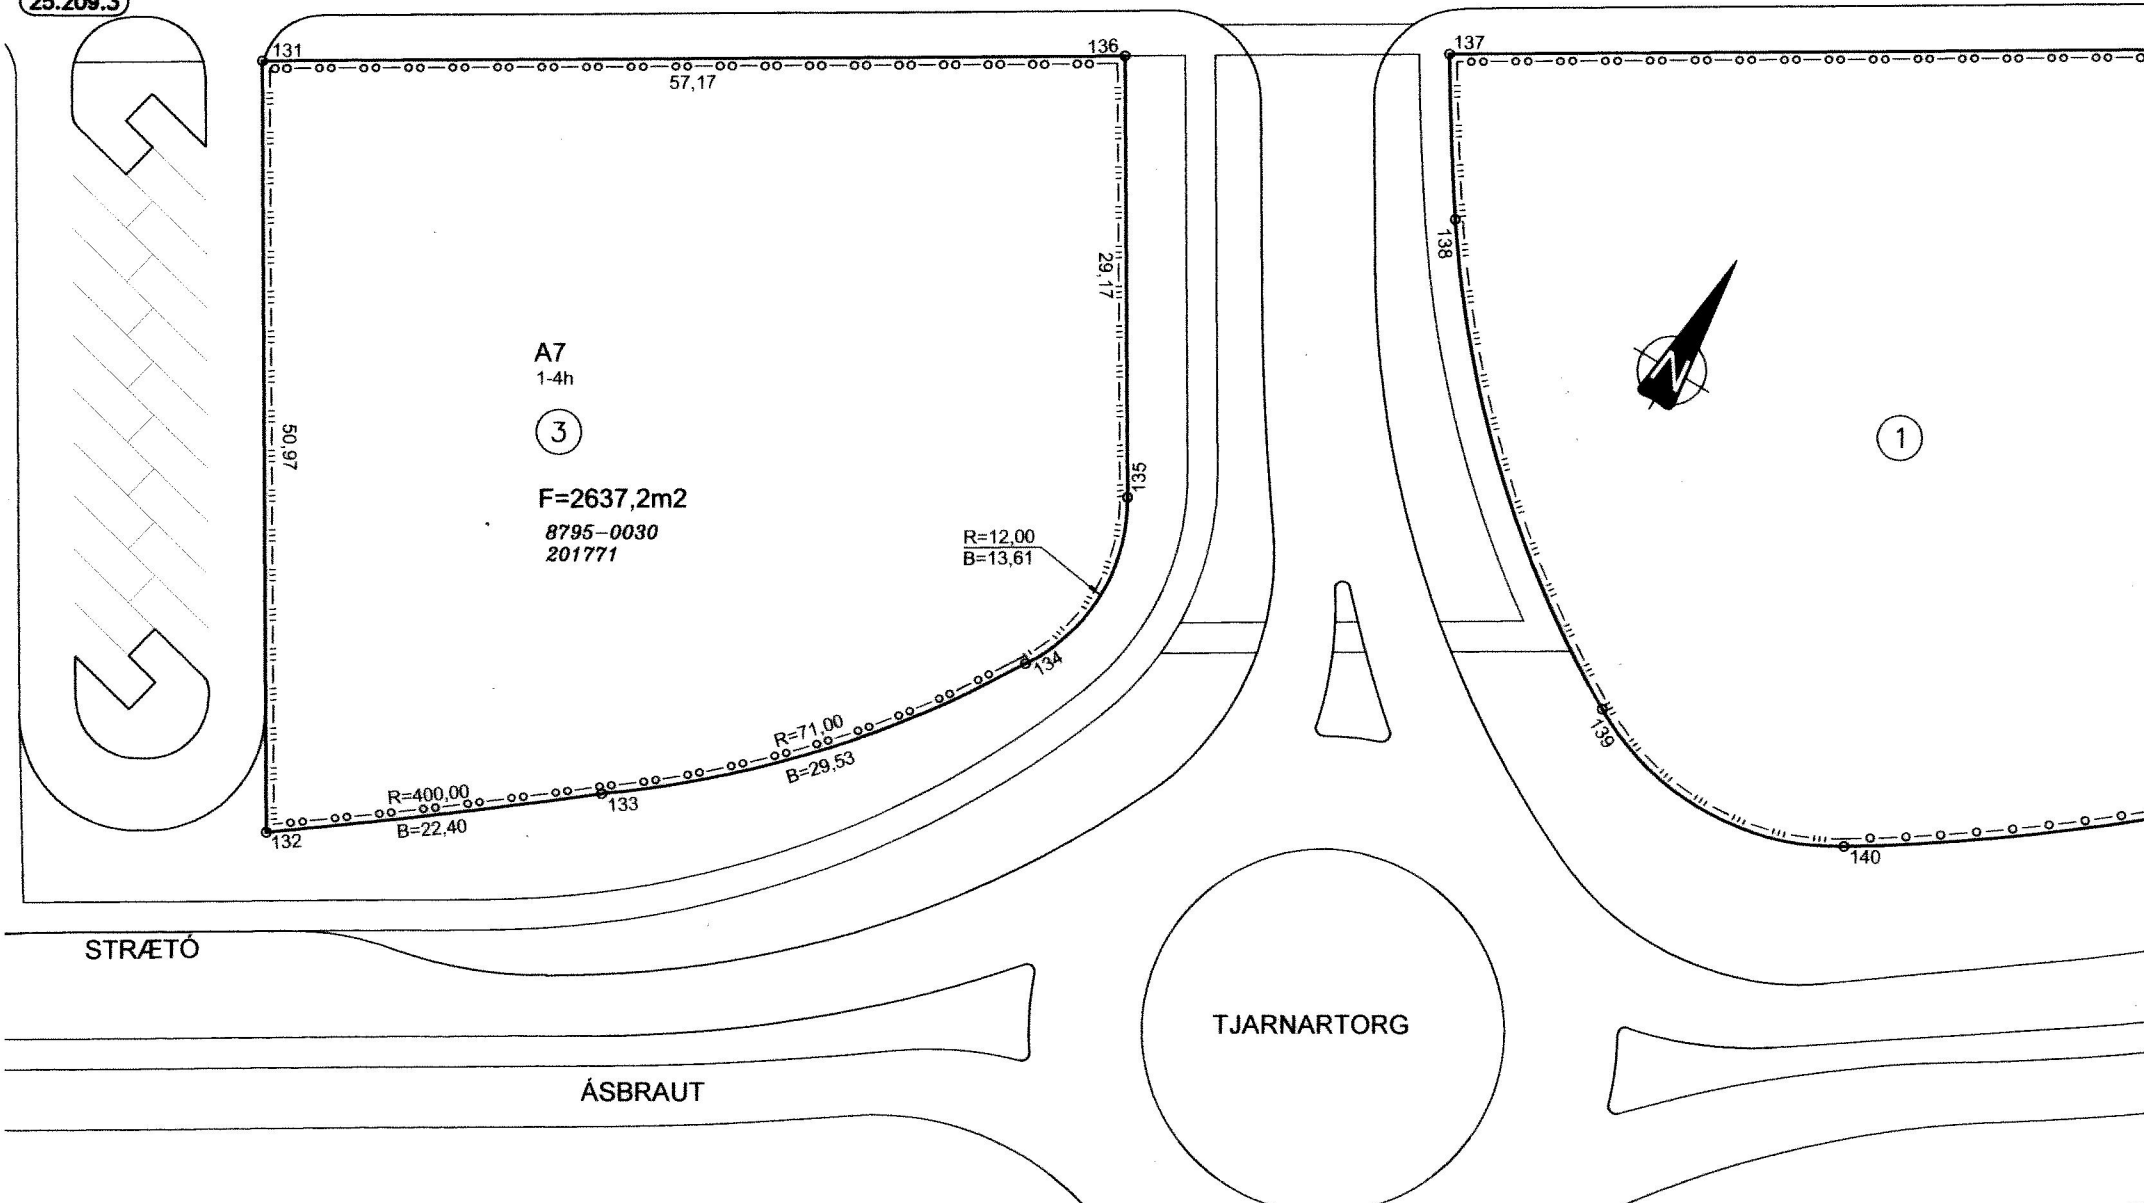 25.209.3
131
136
137
57,17
138
29,17
A7
1-4h
3
1
N
50,97
135
F=2637,2m2
8795-0030
201771
R=12,00
B=13,61
134
139
R=71,00
B=29,53
R=400,00
B=22,40
133
132
140
STRÆTÓ
TJARNARTORG
ÁSBRAUT